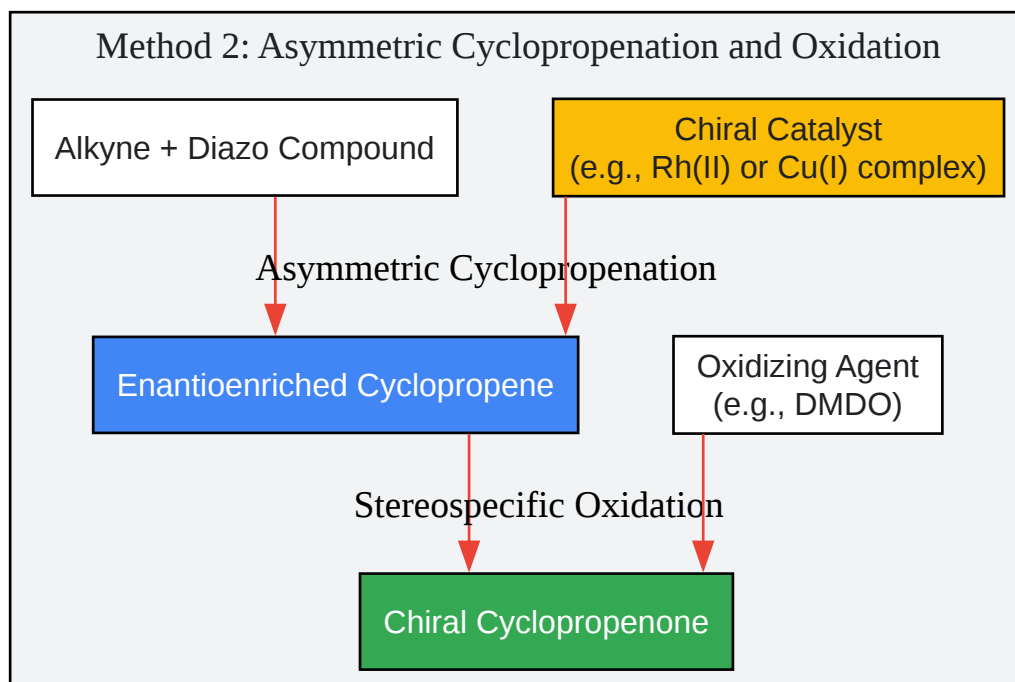 Method 2: Asymmetric Cyclopropenation and Oxidation
Alkyne + Diazo Compound
Chiral Catalyst
(e.g., Rh(II) or Cu(I) complex)
Asymmetric Cyclopropenation
Enantioenriched Cyclopropene
Oxidizing Agent
(e.g., DMDO)
Stereospecific Oxidation
Chiral Cyclopropenone